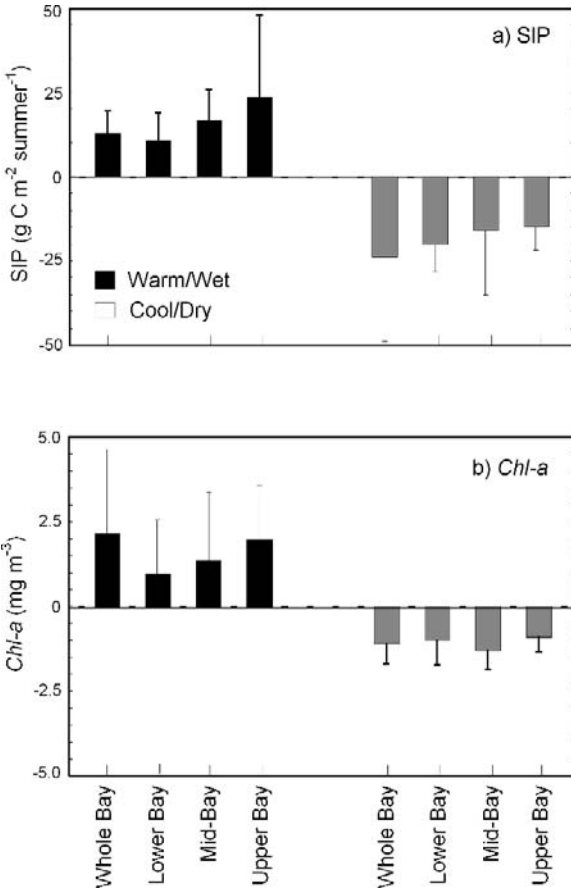 50
a) SIP
25
0
-25
-50
SIP (g C m⁻² summer⁻¹)
Warm/Wet
Cool/Dry
5.0
b) Chl-a
2.5
0
-2.5
-5.0
Chl-a (mg m⁻³)
Whole Bay
Lower Bay
Mid-Bay
Upper Bay
Whole Bay
Lower Bay
Mid-Bay
Upper Bay